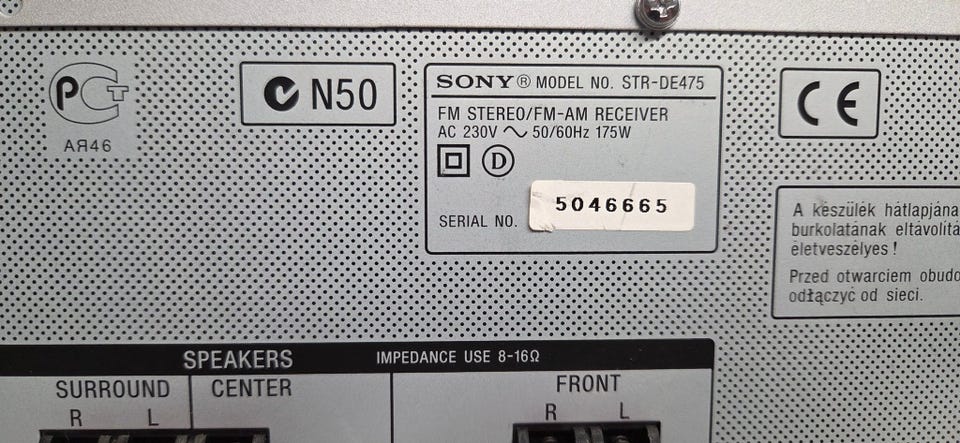 PCT
АЯ46
N50
SONY® MODEL NO. STR-DE475
FM STEREO/FM-AM RECEIVER
AC 230V ~ 50/60Hz 175W
D
SERIAL NO. 5046665
CE
A készülék hátlapjána
burkolatának eltávolítá
életveszélyes!
Przed otwarciem obudo
odłączyć od sieci.
SPEAKERS IMPEDANCE USE 8-16Ω
SURROUND CENTER FRONT
R L R L